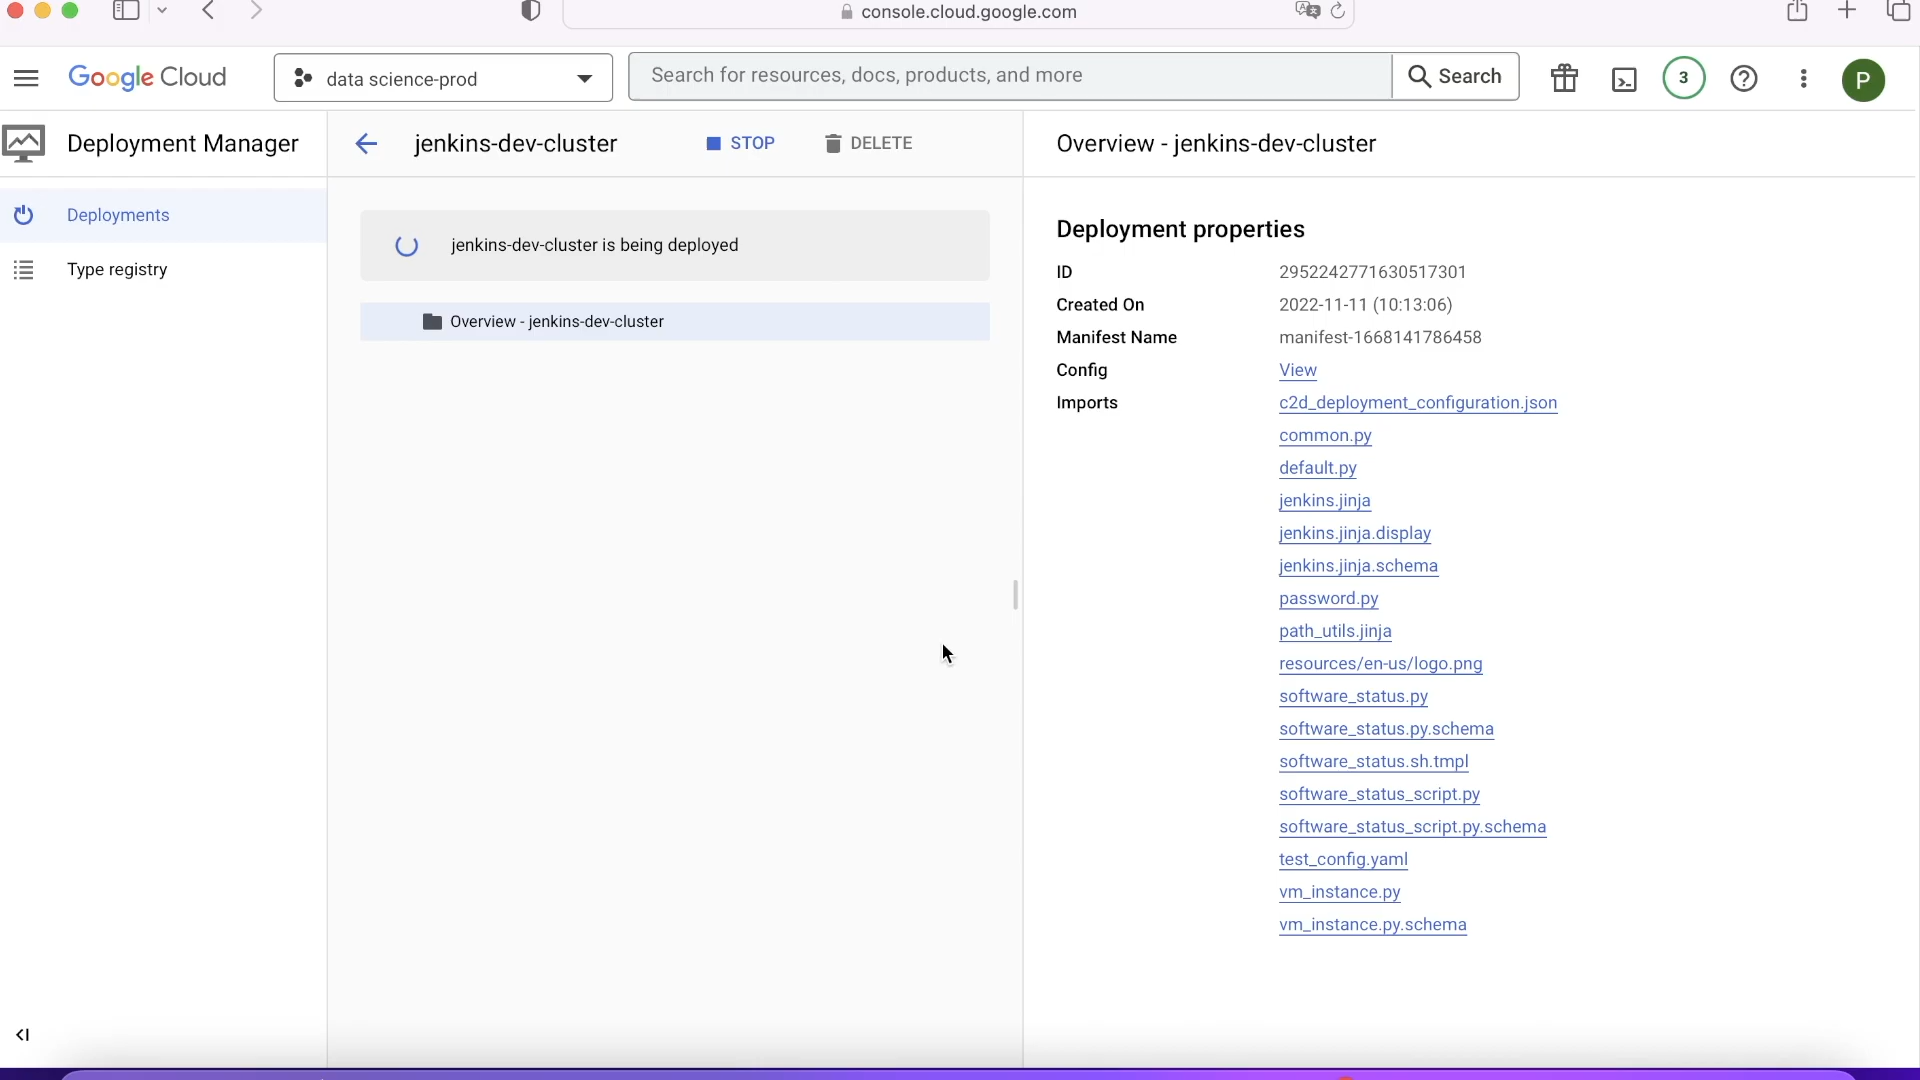 console.cloud.google.com
Google Cloud
data science-prod
Search for resources, docs, products, and more
Search
3
P
Deployment Manager
jenkins-dev-cluster
STOP
DELETE
Overview - jenkins-dev-cluster
Deployments
Type registry
jenkins-dev-cluster is being deployed
Overview - jenkins-dev-cluster
Deployment properties
ID 2952242771630517301
Created On 2022-11-11 (10:13:06)
Manifest Name manifest-1668141786458
Config View
Imports c2d_deployment_configuration.json
common.py
default.py
jenkins.jinja
jenkins.jinja.display
jenkins.jinja.schema
password.py
path_utils.jinja
resources/en-us/logo.png
software_status.py
software_status.py.schema
software_status.sh.tmpl
software_status_script.py
software_status_script.py.schema
test_config.yaml
vm_instance.py
vm_instance.py.schema